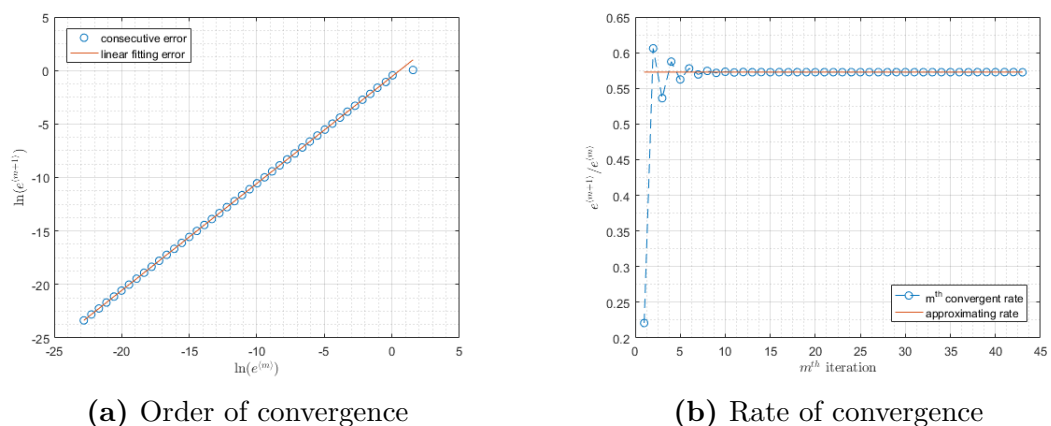 5
0
-5
-10
-15
-20
-25
-25 -20 -15 -10 -5 0 5
ln(e^{⟨m+1⟩})
ln(e^{⟨m⟩})
consecutive error
linear fitting error
(a) Order of convergence
0.65
0.6
0.55
0.5
0.45
0.4
0.35
0.3
0.25
0.2
0 5 10 15 20 25 30 35 40 45
e^{⟨m+1⟩}/e^{⟨m⟩}
m^{th} iteration
m^{th} convergent rate
approximating rate
(b) Rate of convergence